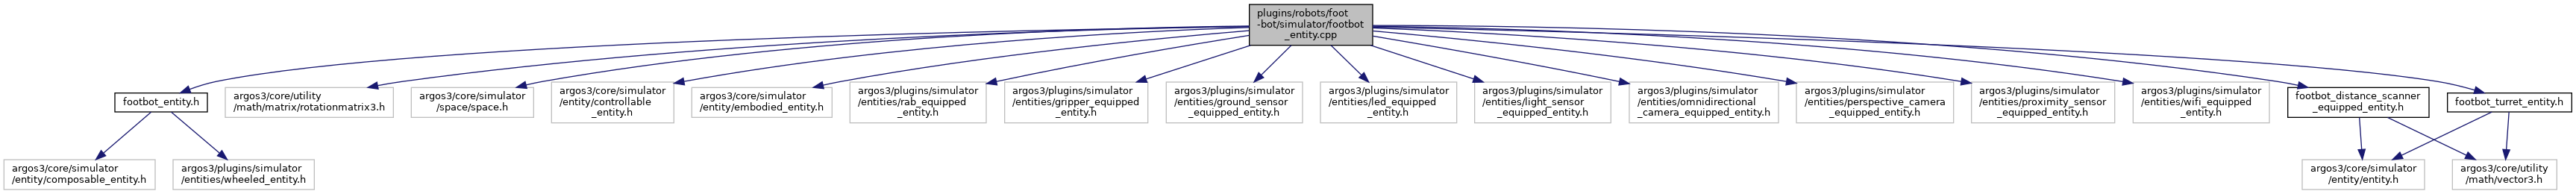 plugins/robots/foot
-bot/simulator/footbot
_entity.cpp
footbot_entity.h
argos3/core/utility
/math/matrix/rotationmatrix3.h
argos3/core/simulator
/space/space.h
argos3/core/simulator
/entity/controllable
_entity.h
argos3/core/simulator
/entity/embodied_entity.h
argos3/plugins/simulator
/entities/rab_equipped
_entity.h
argos3/plugins/simulator
/entities/gripper_equipped
_entity.h
argos3/plugins/simulator
/entities/ground_sensor
_equipped_entity.h
argos3/plugins/simulator
/entities/led_equipped
_entity.h
argos3/plugins/simulator
/entities/light_sensor
_equipped_entity.h
argos3/plugins/simulator
/entities/omnidirectional
_camera_equipped_entity.h
argos3/plugins/simulator
/entities/perspective_camera
_equipped_entity.h
argos3/plugins/simulator
/entities/proximity_sensor
_equipped_entity.h
argos3/plugins/simulator
/entities/wifi_equipped
_entity.h
footbot_distance_scanner
_equipped_entity.h
footbot_turret_entity.h
argos3/core/simulator
/entity/composable_entity.h
argos3/plugins/simulator
/entities/wheeled_entity.h
argos3/core/simulator
/entity/entity.h
argos3/core/utility
/math/vector3.h